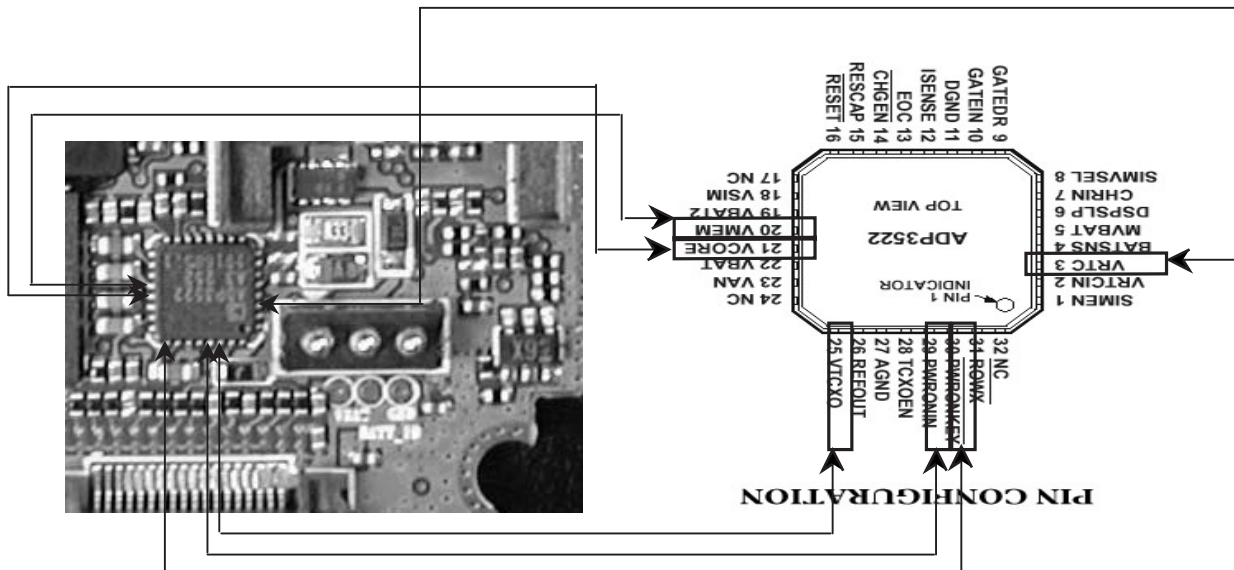 RESET 16
RESCAP 15
CHGEN 14
EOC 13
ISENSE 12
DGND 11
GATEIN 10
GATEDR 9
17 NC
18 VSIM
19 VBAT2
20 VMEM
21 VCORE
22 VBAT
23 VAN
24 NC
TOP VIEW
ADP3522
PIN 1
INDICATOR
SIMVSEL 8
CHRIN 7
DSPSLP 6
MVBAT 5
BATSNS 4
VRTC 3
VRTCIN 2
SIMEN 1
25 VTCXO
26 REFOUT
27 AGND
28 TCXOEN
29 PWRONIN
30 PWRONKEY
31 ROWX
32 NC
PIN CONFIGURATION
33
GND
BATT_ID